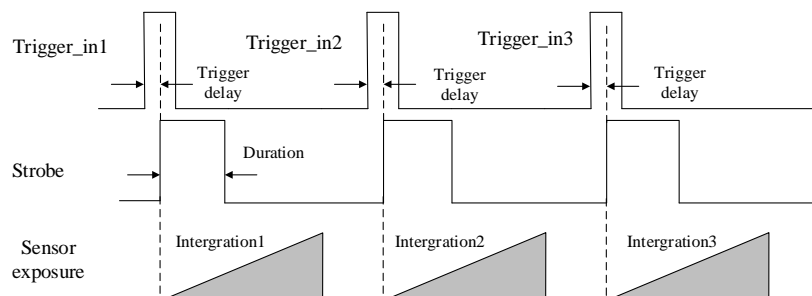 Trigger_in1
Trigger_in2
Trigger_in3
Trigger
delay
Trigger
delay
Trigger
delay
Strobe
Duration
Sensor
exposure
Intergration1
Intergration2
Intergration3